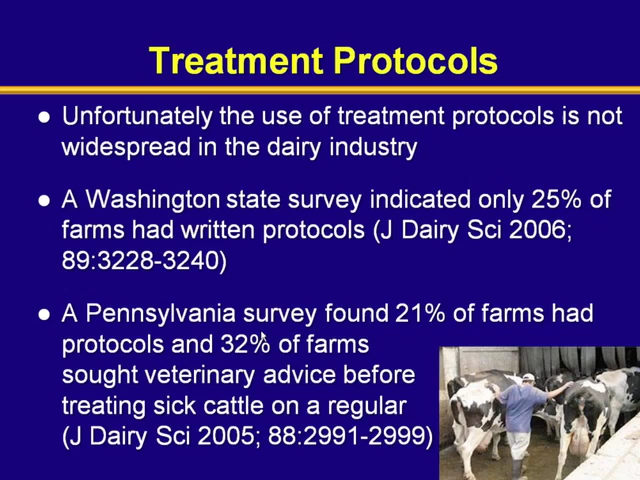 Treatment Protocols
● Unfortunately the use of treatment protocols is not
widespread in the dairy industry
● A Washington state survey indicated only 25% of
farms had written protocols (J Dairy Sci 2006;
89:3228-3240)
● A Pennsylvania survey found 21% of farms had
protocols and 32% of farms
sought veterinary advice before
treating sick cattle on a regular
(J Dairy Sci 2005; 88:2991-2999)